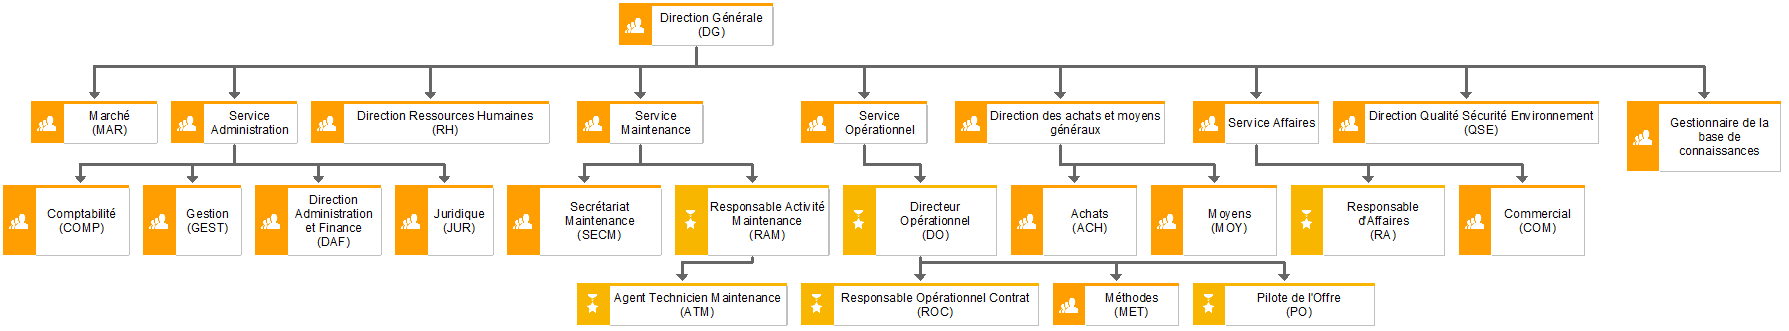 Direction Générale
(DG)
Marché
(MAR)
Service
Administration
Direction Ressources Humaines
(RH)
Service
Maintenance
Service
Opérationnel
Direction des achats et moyens
généraux
Service Affaires
Direction Qualité Sécurité Environnement
(QSE)
Gestionnaire de la
base de
connaissances
Comptabilité
(COMP)
Gestion
(GEST)
Direction
Administration
et Finance
(DAF)
Juridique
(JUR)
Secrétariat
Maintenance
(SECM)
Responsable Activité
Maintenance
(RAM)
Directeur
Opérationnel
(DO)
Achats
(ACH)
Moyens
(MOY)
Responsable
d'Affaires
(RA)
Commercial
(COM)
Agent Technicien Maintenance
(ATM)
Responsable Opérationnel Contrat
(ROC)
Méthodes
(MET)
Pilote de l'Offre
(PO)